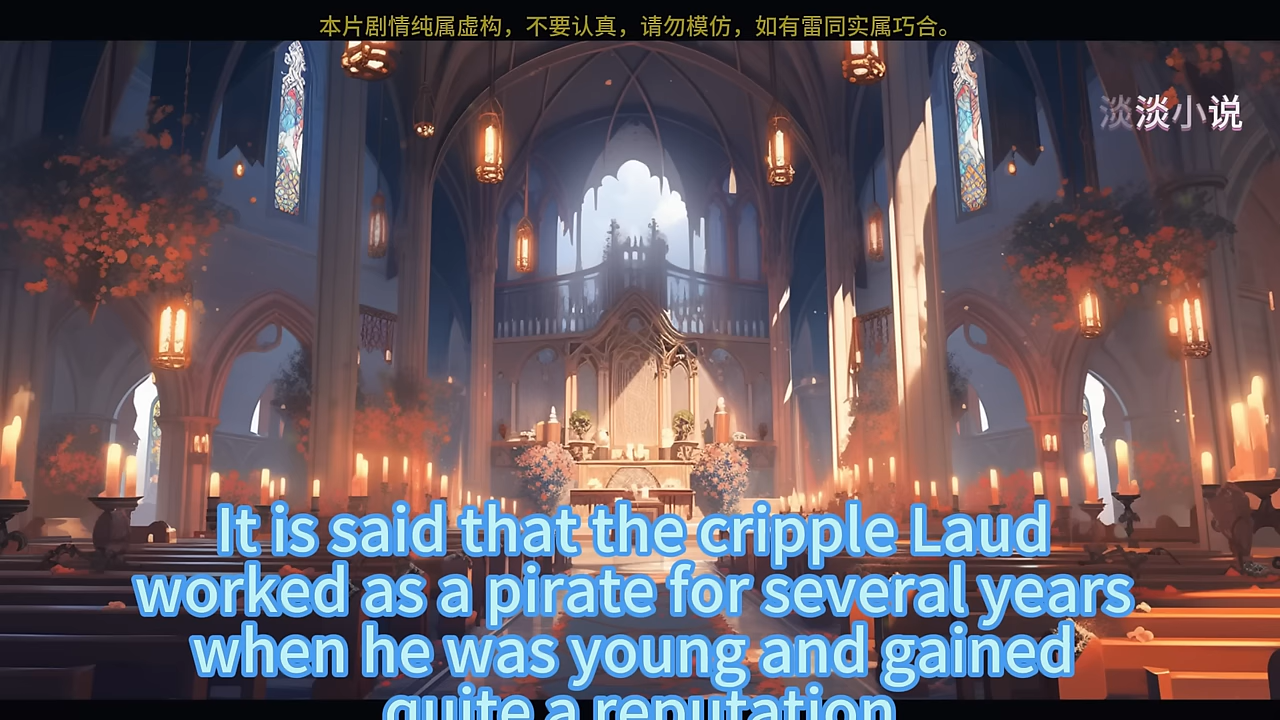 本片剧情纯属虚构，不要认真，请勿模仿，如有雷同实属巧合。
淡淡小说
It is said that the cripple Laud
worked as a pirate for several years
when he was young and gained
quite a reputation